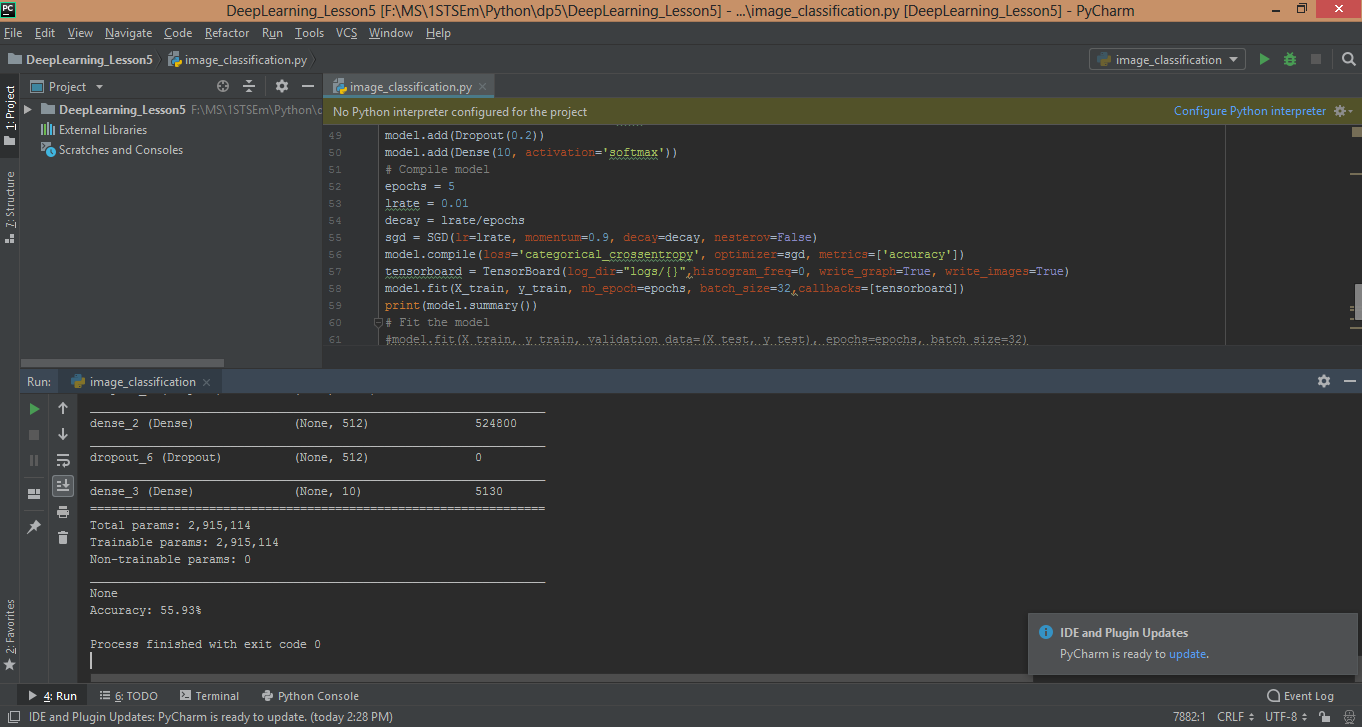 PC
DeepLearning_Lesson5 [F:\MS\1STSEm\Python\dp5\DeepLearning_Lesson5] - ...\image_classification.py [DeepLearning_Lesson5] - PyCharm
File Edit View Navigate Code Refactor Run Tools VCS Window Help
DeepLearning_Lesson5 image_classification.py
image_classification
1: Project
7: Structure
2: Favorites
Project
DeepLearning_Lesson5 F:\MS\1STSEm\Python\d
External Libraries
Scratches and Consoles
image_classification.py
No Python interpreter configured for the project
Configure Python interpreter
49 model.add(Dropout(0.2))
50 model.add(Dense(10, activation='softmax'))
51 # Compile model
52 epochs = 5
53 lrate = 0.01
54 decay = lrate/epochs
55 sgd = SGD(lr=lrate, momentum=0.9, decay=decay, nesterov=False)
56 model.compile(loss='categorical_crossentropy', optimizer=sgd, metrics=['accuracy'])
57 tensorboard = TensorBoard(log_dir="logs/{}",histogram_freq=0, write_graph=True, write_images=True)
58 model.fit(X_train, y_train, nb_epoch=epochs, batch_size=32,callbacks=[tensorboard])
59 print(model.summary())
60 # Fit the model
61 #model.fit(X_train, y_train, validation_data=(X_test, y_test), epochs=epochs, batch_size=32)
Run: image_classification
dense_2 (Dense) (None, 512) 524800
dropout_6 (Dropout) (None, 512) 0
dense_3 (Dense) (None, 10) 5130
=================================================================
Total params: 2,915,114
Trainable params: 2,915,114
Non-trainable params: 0
None
Accuracy: 55.93%
Process finished with exit code 0
IDE and Plugin Updates
PyCharm is ready to update.
4: Run 6: TODO Terminal Python Console
Event Log
IDE and Plugin Updates: PyCharm is ready to update. (today 2:28 PM)
7882:1 CRLF UTF-8